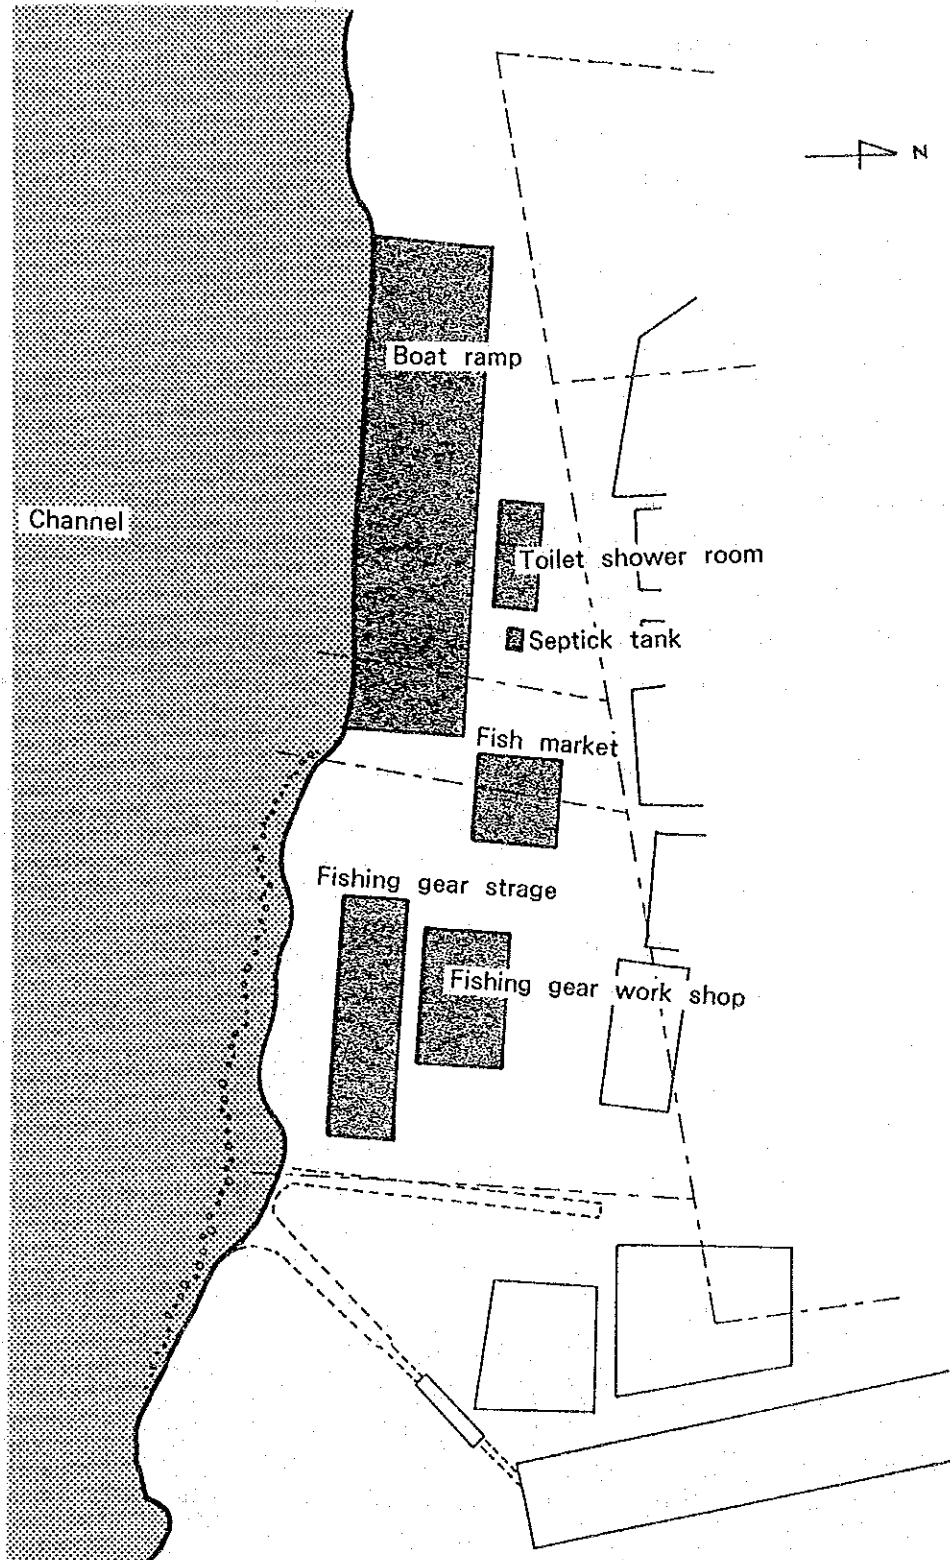 N
Boat ramp
Channel
Toilet shower room
Septick tank
Fish market
Fishing gear strage
Fishing gear work shop